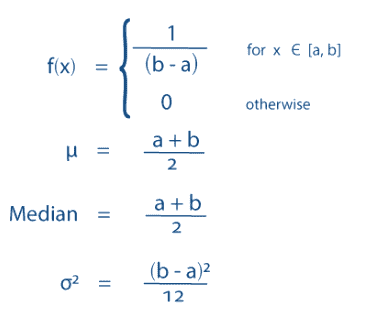 f(x) = { 1 / (b - a) for x ∈ [a, b]
0 otherwise
μ = a + b / 2
Median = a + b / 2
σ² = (b - a)² / 12